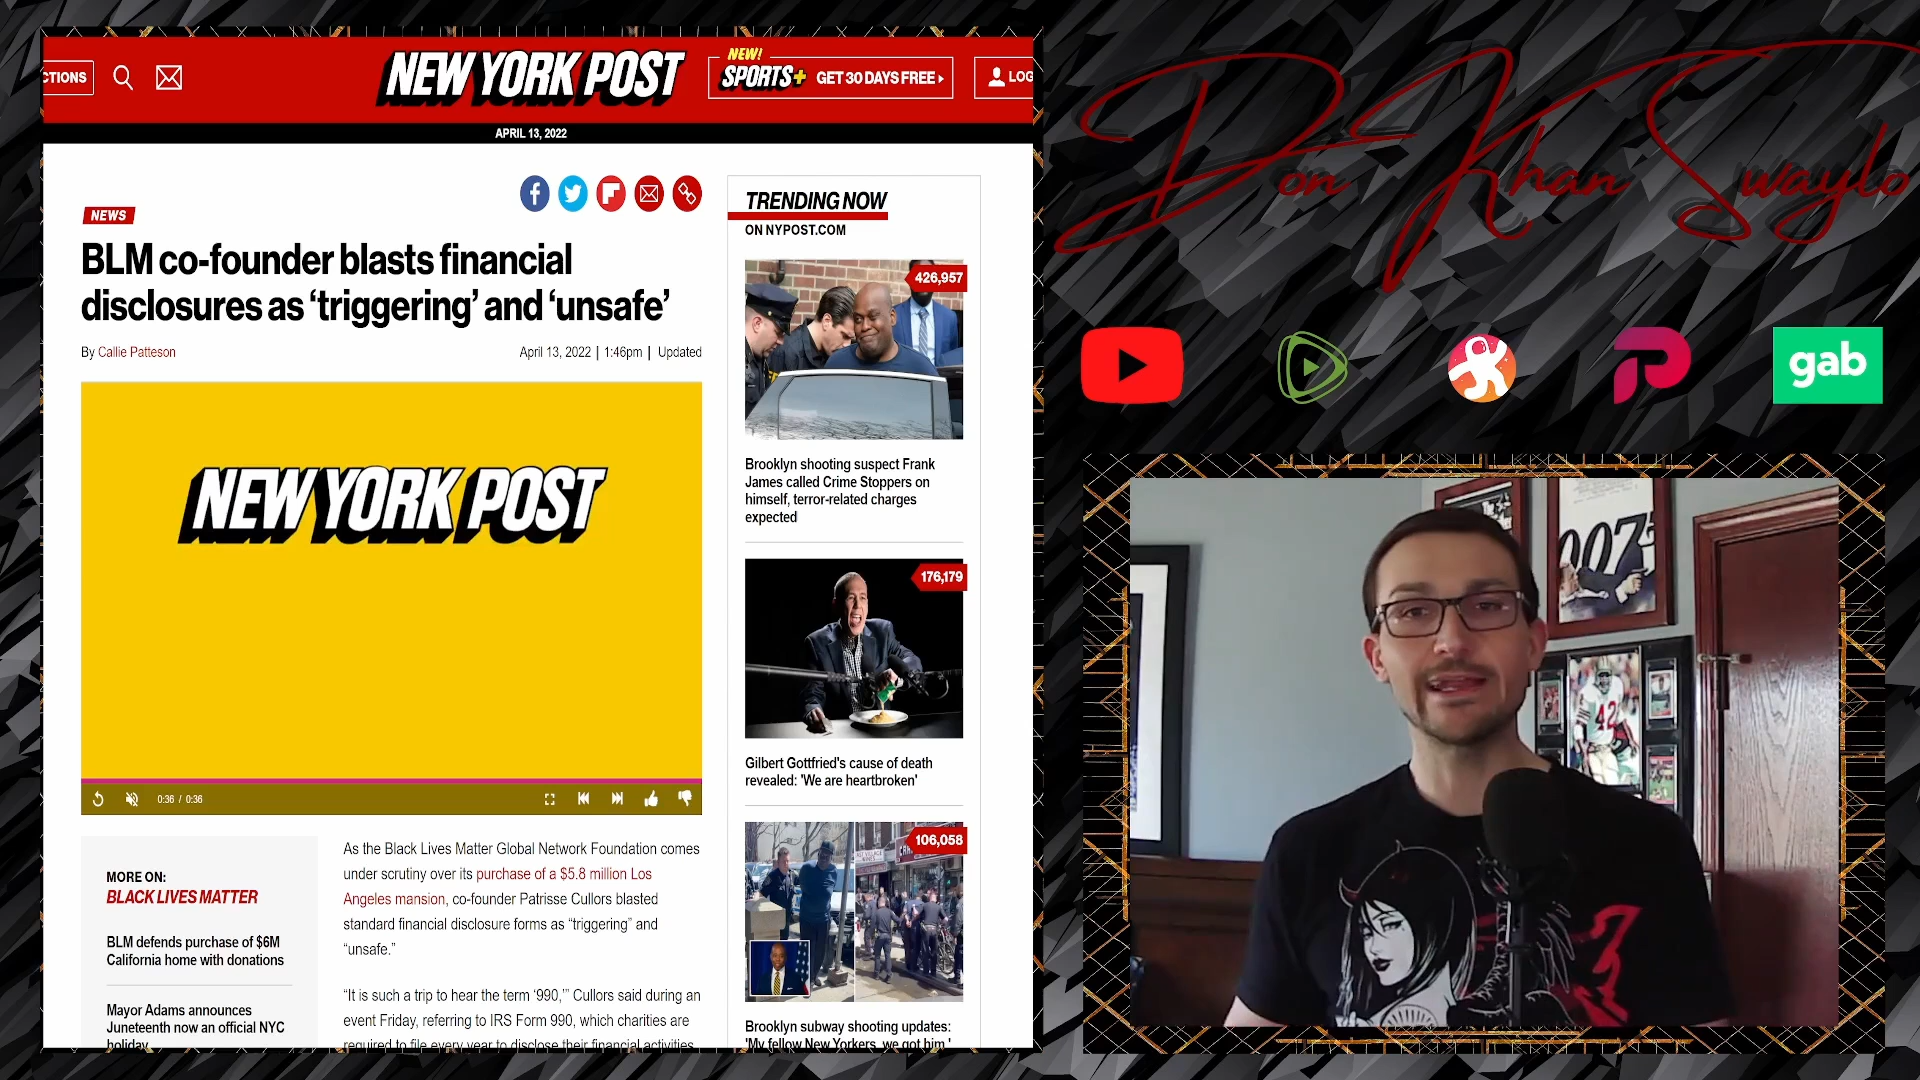 CTIONS
NEW YORK POST
NEW!
SPORTS+
GET 30 DAYS FREE
LOG
APRIL 13, 2022
NEWS
BLM co-founder blasts financial
disclosures as ‘triggering’ and ‘unsafe’
By Callie Patteson
April 13, 2022 | 1:46pm | Updated
NEW YORK POST
0:36 / 0:36
MORE ON:
BLACK LIVES MATTER
BLM defends purchase of $6M
California home with donations
Mayor Adams announces
Juneteenth now an official NYC
holiday
As the Black Lives Matter Global Network Foundation comes
under scrutiny over its purchase of a $5.8 million Los
Angeles mansion, co-founder Patrisse Cullors blasted
standard financial disclosure forms as “triggering” and
“unsafe.”
“It is such a trip to hear the term ‘990,’” Cullors said during an
event Friday, referring to IRS Form 990, which charities are
required to file every year to disclose their financial activities.
TRENDING NOW
ON NYPOST.COM
426,957
Brooklyn shooting suspect Frank
James called Crime Stoppers on
himself, terror-related charges
expected
176,179
Gilbert Gottfried's cause of death
revealed: 'We are heartbroken'
106,058
Brooklyn subway shooting updates:
'My fellow New Yorkers, we got him.'
Don Khan Swaylo
gab
007
42